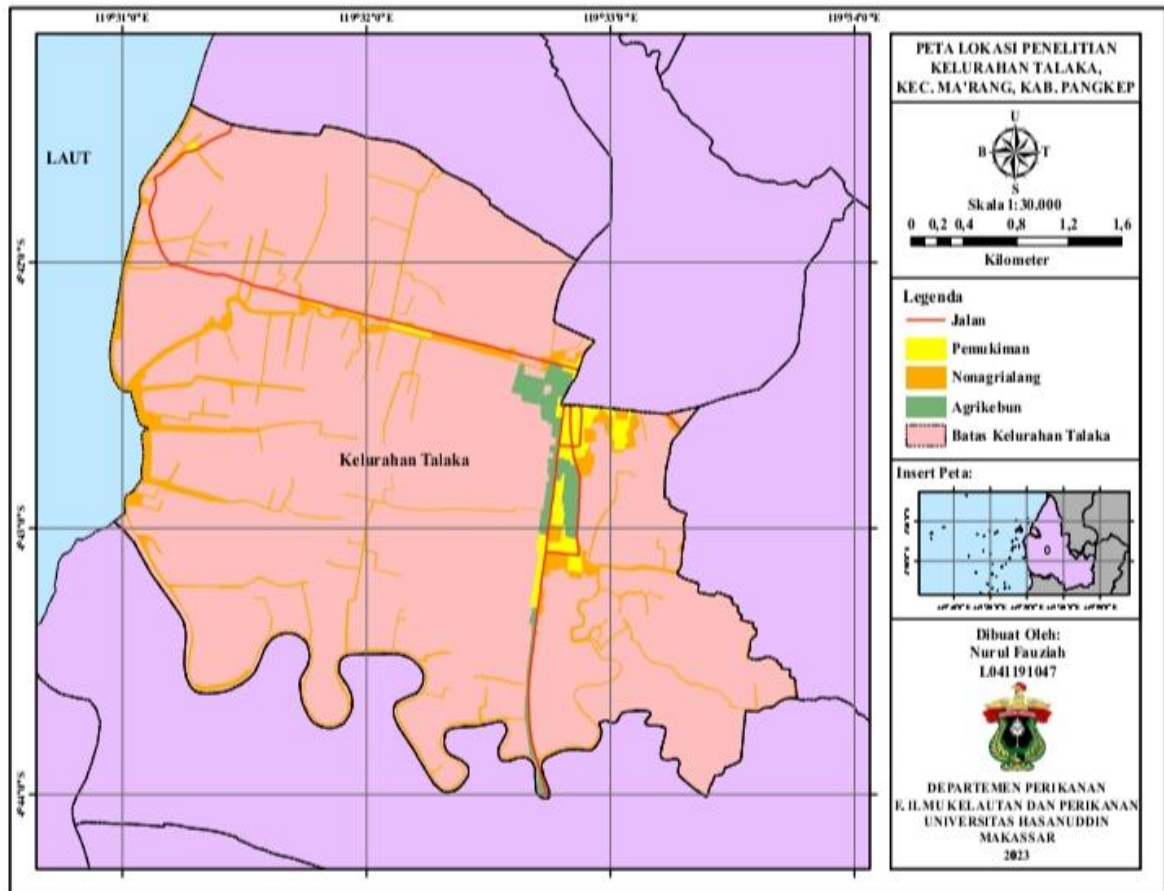 119°31'0"E 119°32'0"E 119°33'0"E 119°34'0"E
4°42'0"S
4°43'0"S
4°44'0"S
LAUT
Kelurahan Talaka
PETA LOKASI PENELITIAN
KELURAHAN TALAKA,
KEC. MA'RANG, KAB. PANGKEP
U
B T
S
Skala 1:30.000
0 0,2 0,4 0,8 1,2 1,6
Kilometer
Legenda
Jalan
Pemukiman
Nonagrialang
Agrikebun
Batas Kelurahan Talaka
Insert Peta:
Dibuat Oleh:
Nurul Fauziah
L041191047
DEPARTEMEN PERIKANAN
F. ILMU KELAUTAN DAN PERIKANAN
UNIVERSITAS HASANUDDIN
MAKASSAR
2023